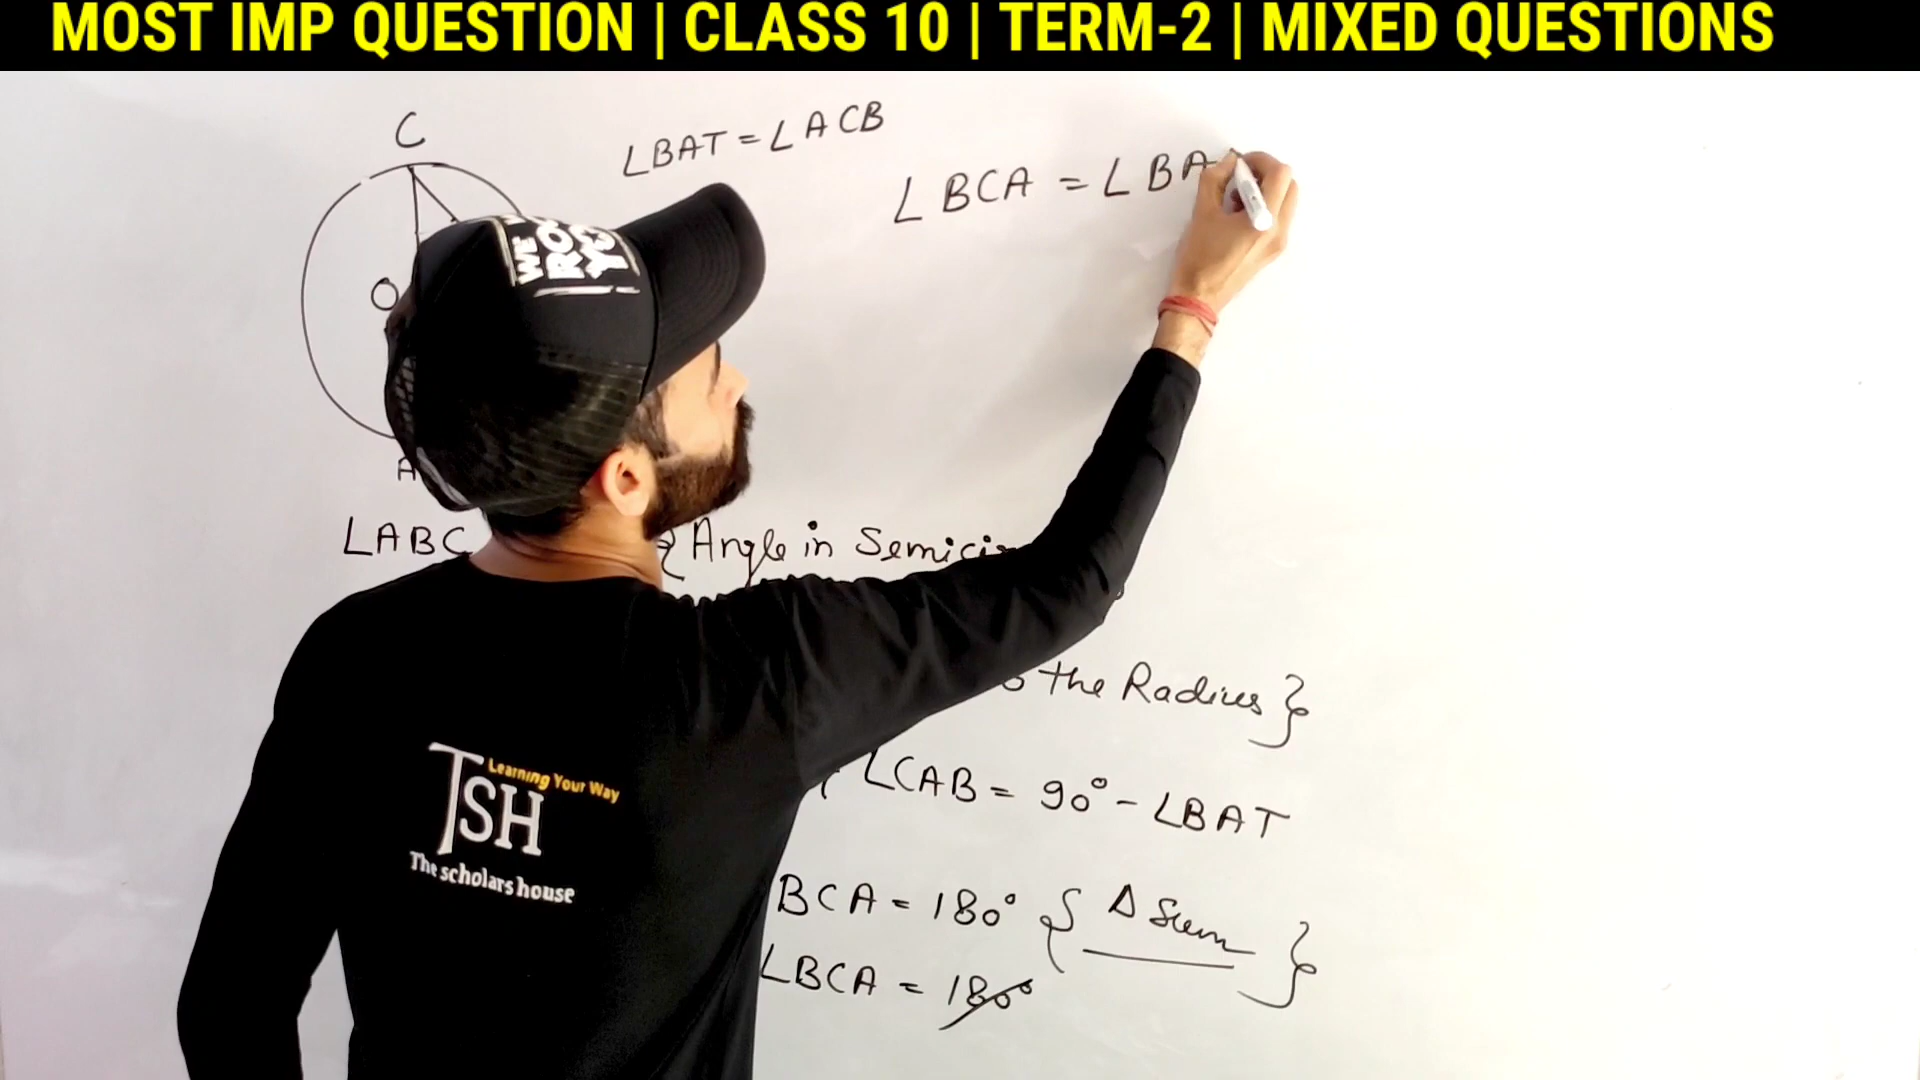 MOST IMP QUESTION | CLASS 10 | TERM-2 | MIXED QUESTIONS
C
∠BAT = ∠ACB
∠BCA = ∠BA
WE
O
A
∠ABC
{ Angle in
the Radius }
∠CAB = 90° - ∠BAT
BCA = 180° { Δ Sum }
∠BCA = 180°
Learning Your Way
TSH
The scholars house